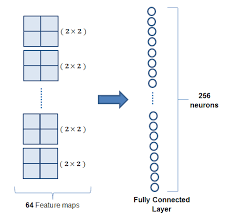 (2 × 2)
(2 × 2)
(2 × 2)
(2 × 2)
64 Feature maps
256
neurons
Fully Connected
Layer